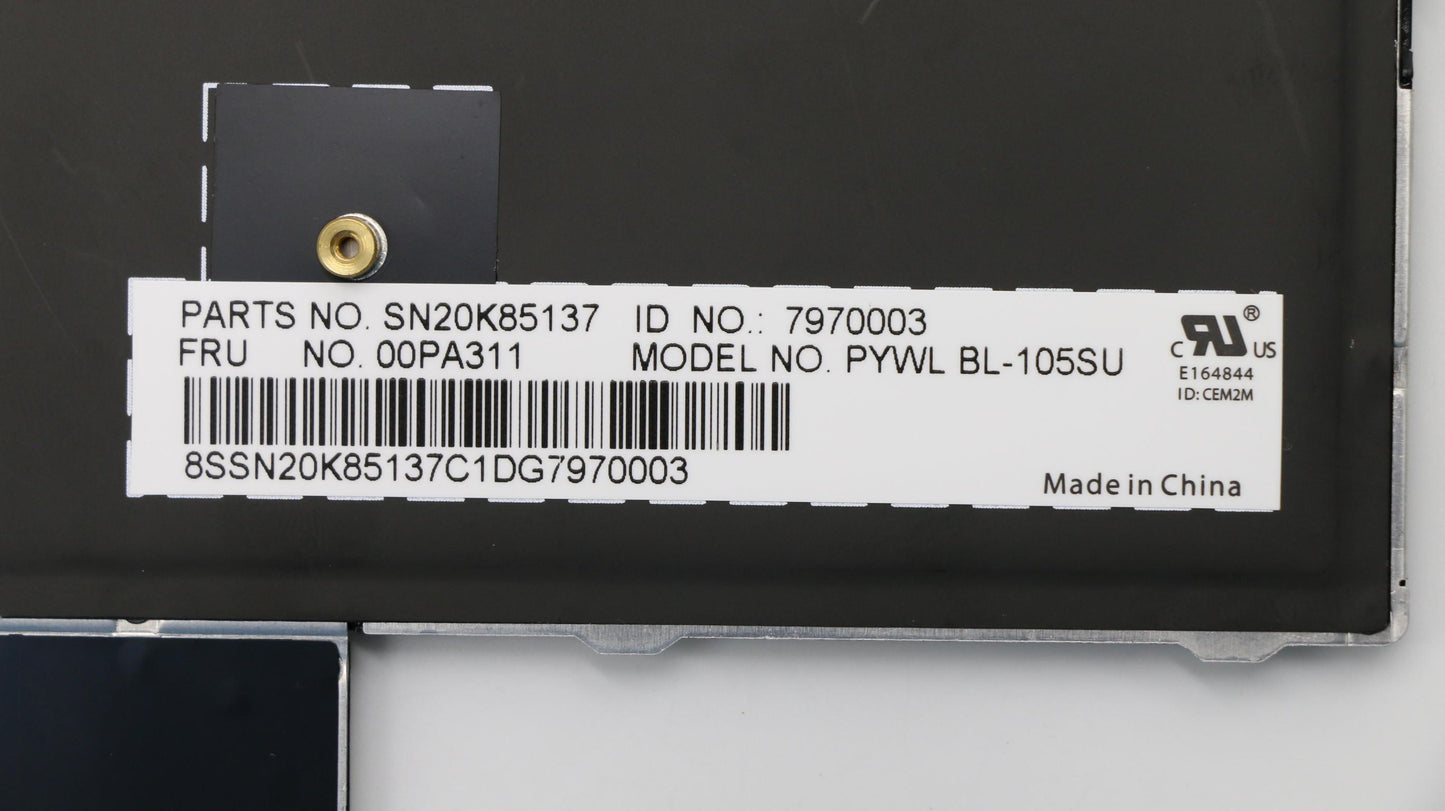 PARTS NO. SN20K85137 ID NO.: 7970003
FRU NO. 00PA311 MODEL NO. PYWL BL-105SU
8SSN20K85137C1DG7970003
C RU ® US
E164844
ID: CEM2M
Made in China